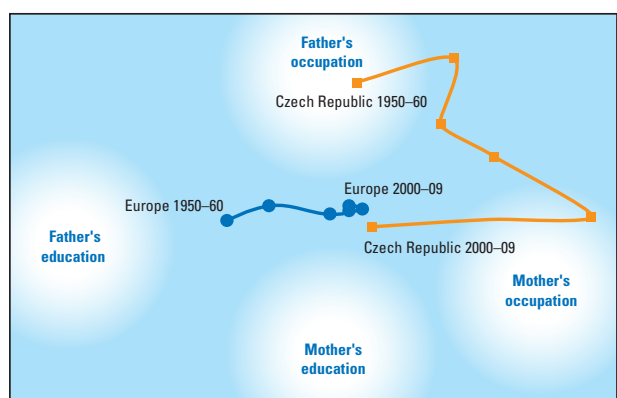 Father's
occupation
Czech Republic 1950–60
Europe 2000–09
Europe 1950–60
Father's
education
Czech Republic 2000–09
Mother's
occupation
Mother's
education